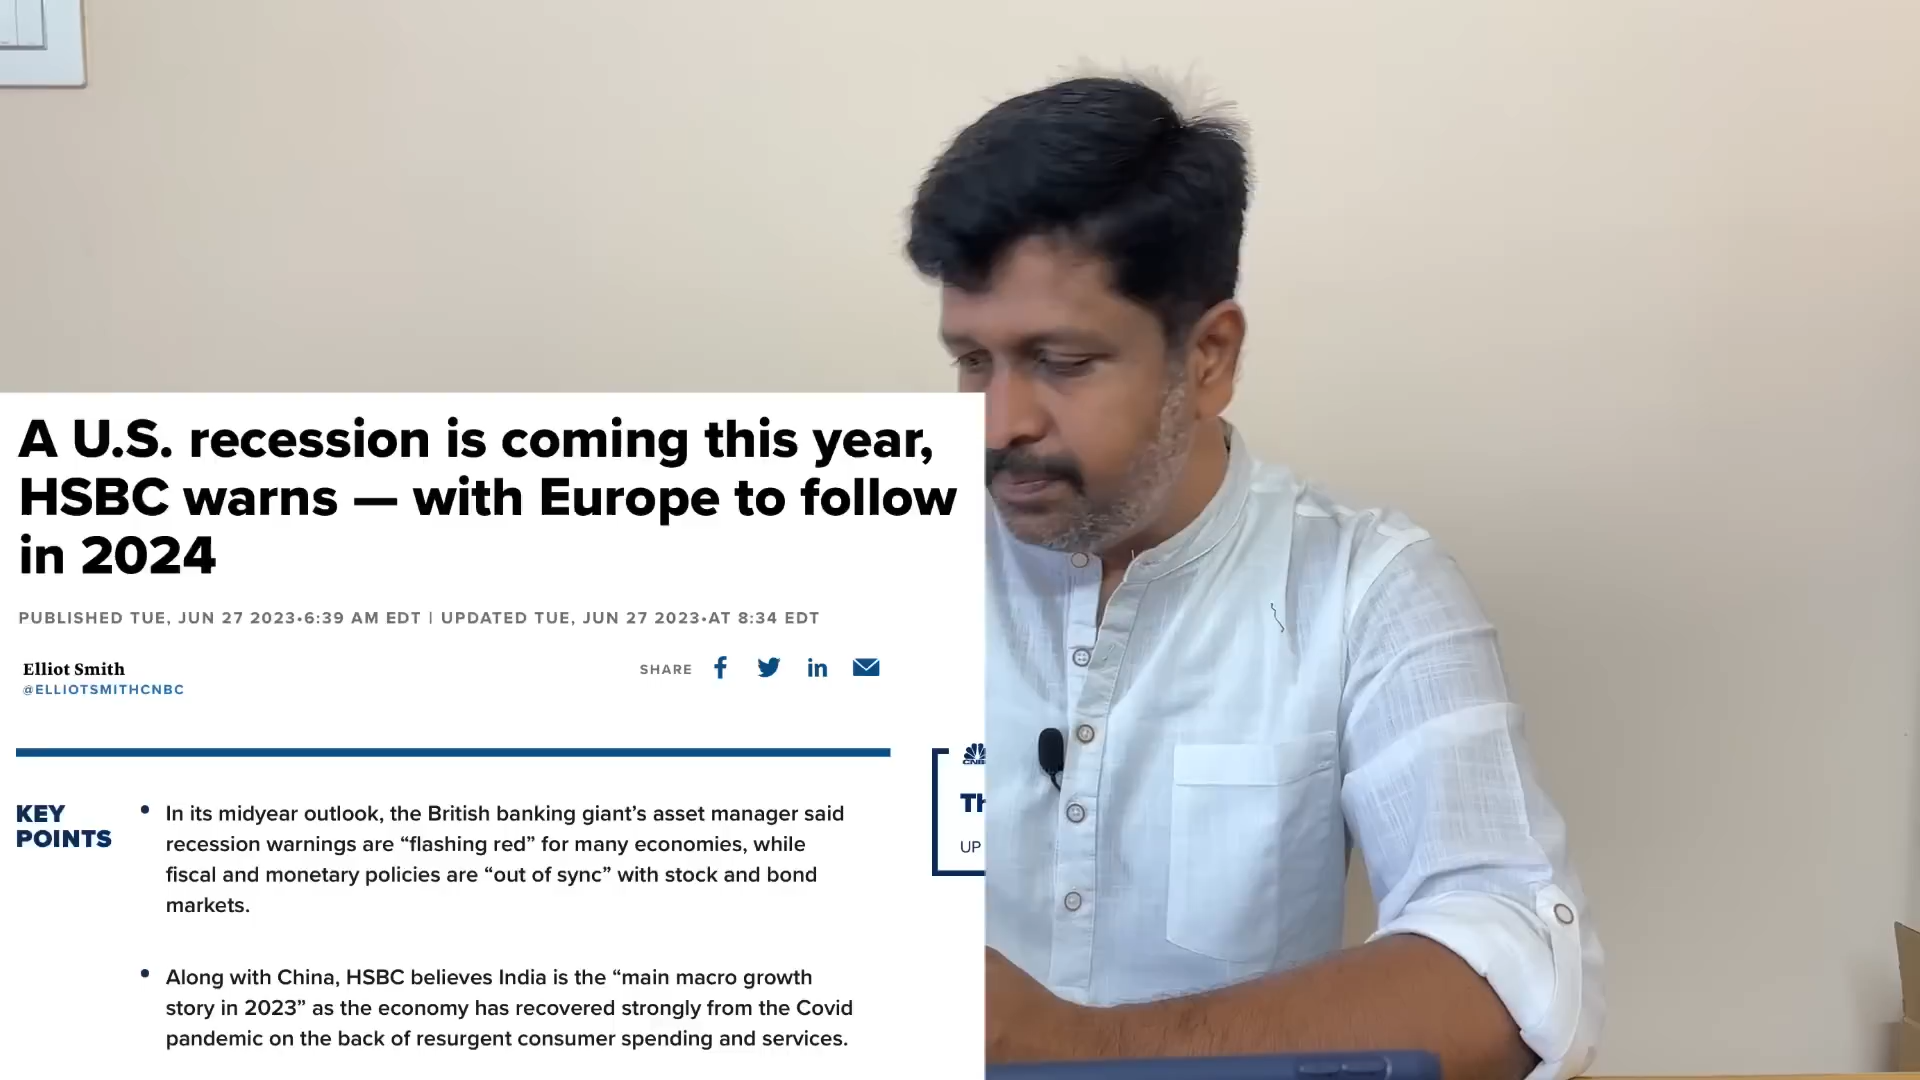 A U.S. recession is coming this year,
HSBC warns — with Europe to follow
in 2024
PUBLISHED TUE, JUN 27 2023•6:39 AM EDT | UPDATED TUE, JUN 27 2023•AT 8:34 EDT
Elliot Smith
@ELLIOTSMITHCNBC
SHARE
KEY
POINTS
• In its midyear outlook, the British banking giant’s asset manager said
recession warnings are “flashing red” for many economies, while
fiscal and monetary policies are “out of sync” with stock and bond
markets.
• Along with China, HSBC believes India is the “main macro growth
story in 2023” as the economy has recovered strongly from the Covid
pandemic on the back of resurgent consumer spending and services.
UP